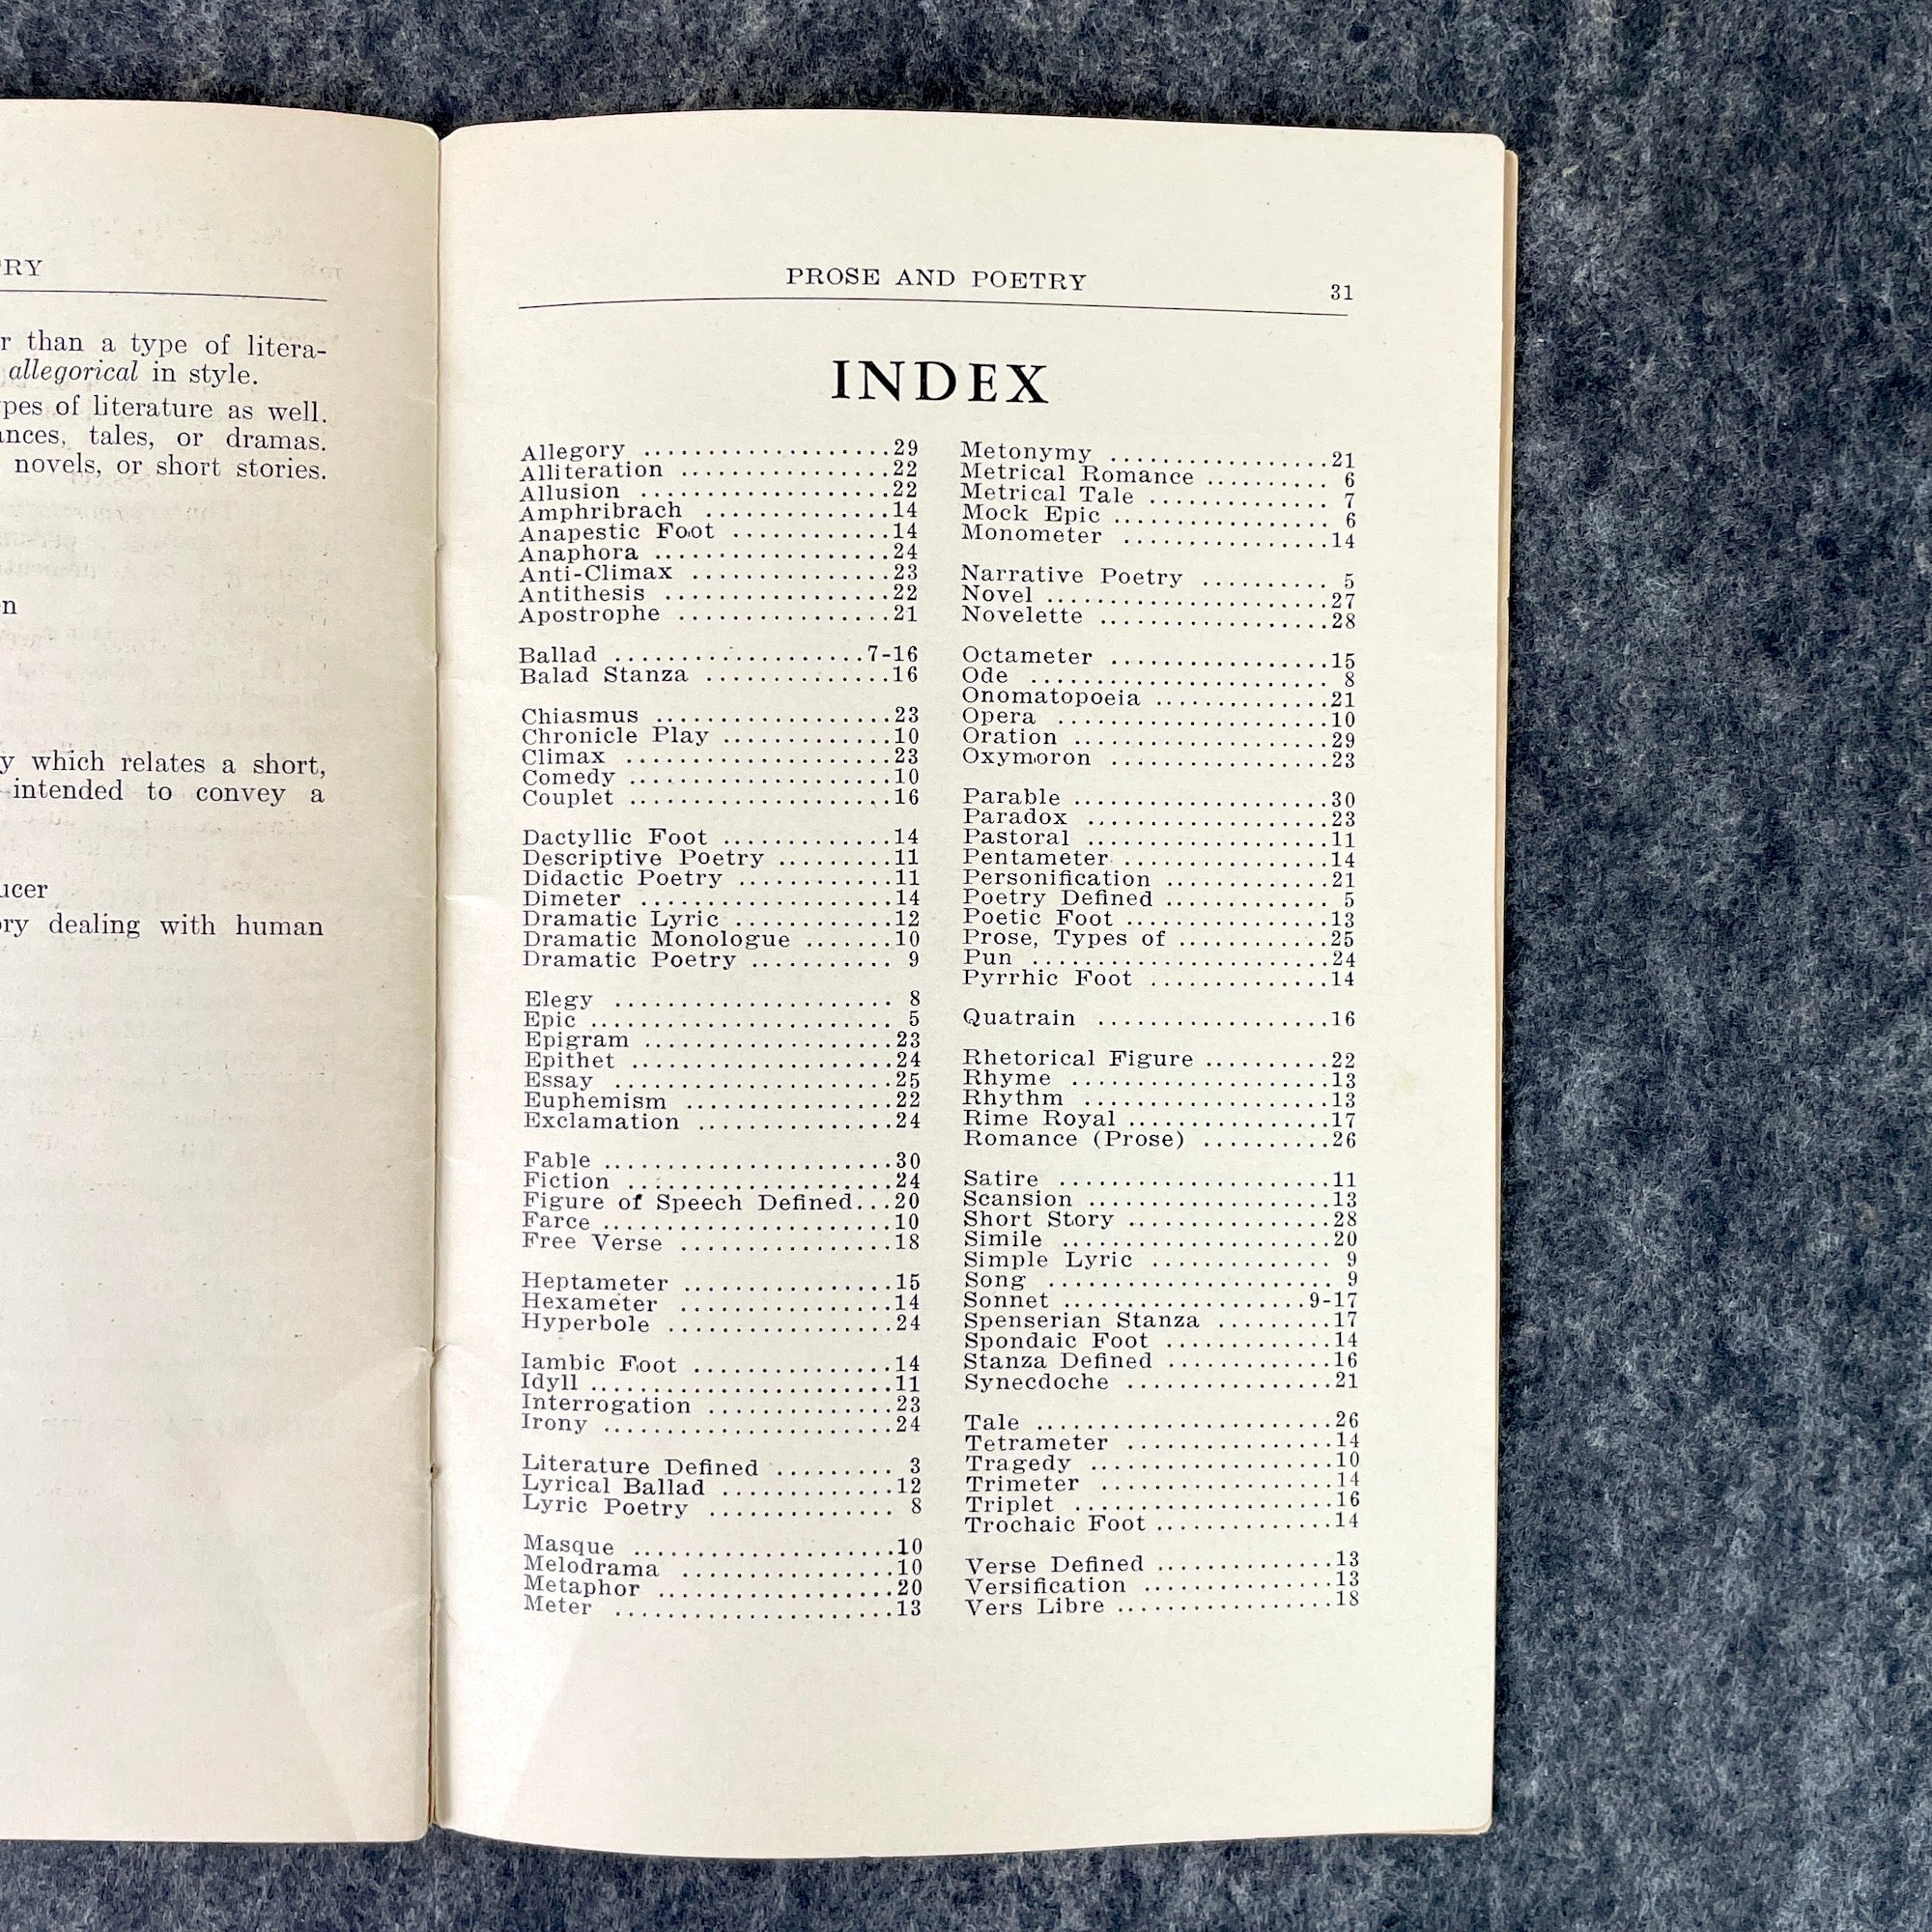 RY
r than a type of litera-
allegorical in style.
pes of literature as well.
ances, tales, or dramas.
novels, or short stories.
n
y which relates a short,
intended to convey a
ucer
ory dealing with human
PROSE AND POETRY 31
INDEX
Allegory ...................29
Alliteration ................22
Allusion ...................22
Amphribrach ..............14
Anapestic Foot ............14
Anaphora ..................24
Anti-Climax ...............23
Antithesis .................22
Apostrophe ................21
Ballad ...................7-16
Balad Stanza ..............16
Chiasmus ..................23
Chronicle Play .............10
Climax ....................23
Comedy ....................10
Couplet ....................16
Dactyllic Foot .............14
Descriptive Poetry .........11
Didactic Poetry ............11
Dimeter ...................14
Dramatic Lyric ............12
Dramatic Monologue .......10
Dramatic Poetry ........... 9
Elegy ..................... 8
Epic ....................... 5
Epigram ...................23
Epithet ....................24
Essay .....................25
Euphemism ................22
Exclamation ...............24
Fable ......................30
Fiction ....................24
Figure of Speech Defined...20
Farce ......................10
Free Verse ................18
Heptameter ................15
Hexameter ................14
Hyperbole .................24
Iambic Foot ...............14
Idyll .......................11
Interrogation ..............23
Irony ......................24
Literature Defined ......... 3
Lyrical Ballad .............12
Lyric Poetry .............. 8
Masque ....................10
Melodrama ................10
Metaphor ..................20
Meter .....................13
Metonymy .................21
Metrical Romance .......... 6
Metrical Tale .............. 7
Mock Epic ................. 6
Monometer ................14
Narrative Poetry .......... 5
Novel ......................27
Novelette ..................28
Octameter .................15
Ode ....................... 8
Onomatopoeia .............21
Opera .....................10
Oration ....................29
Oxymoron .................23
Parable ....................30
Paradox ...................23
Pastoral ...................11
Pentameter ................14
Personification .............21
Poetry Defined ............. 5
Poetic Foot ................13
Prose, Types of ............25
Pun .......................24
Pyrrhic Foot ..............14
Quatrain ..................16
Rhetorical Figure ..........22
Rhyme ....................13
Rhythm ...................13
Rime Royal ................17
Romance (Prose) ..........26
Satire .....................11
Scansion ...................13
Short Story ................28
Simile .....................20
Simple Lyric .............. 9
Song ...................... 9
Sonnet ...................9-17
Spenserian Stanza .........17
Spondaic Foot .............14
Stanza Defined .............16
Synecdoche ................21
Tale .......................26
Tetrameter ................14
Tragedy ...................10
Trimeter ..................14
Triplet ....................16
Trochaic Foot ..............14
Verse Defined ..............13
Versification ...............13
Vers Libre .................18